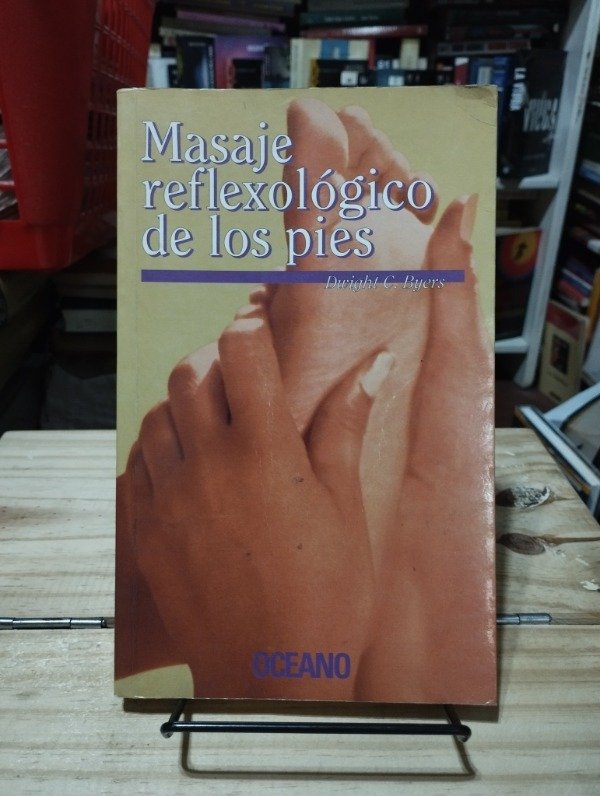 Masaje
reflexológico
de los pies
Dwight C. Byers
OCEANO